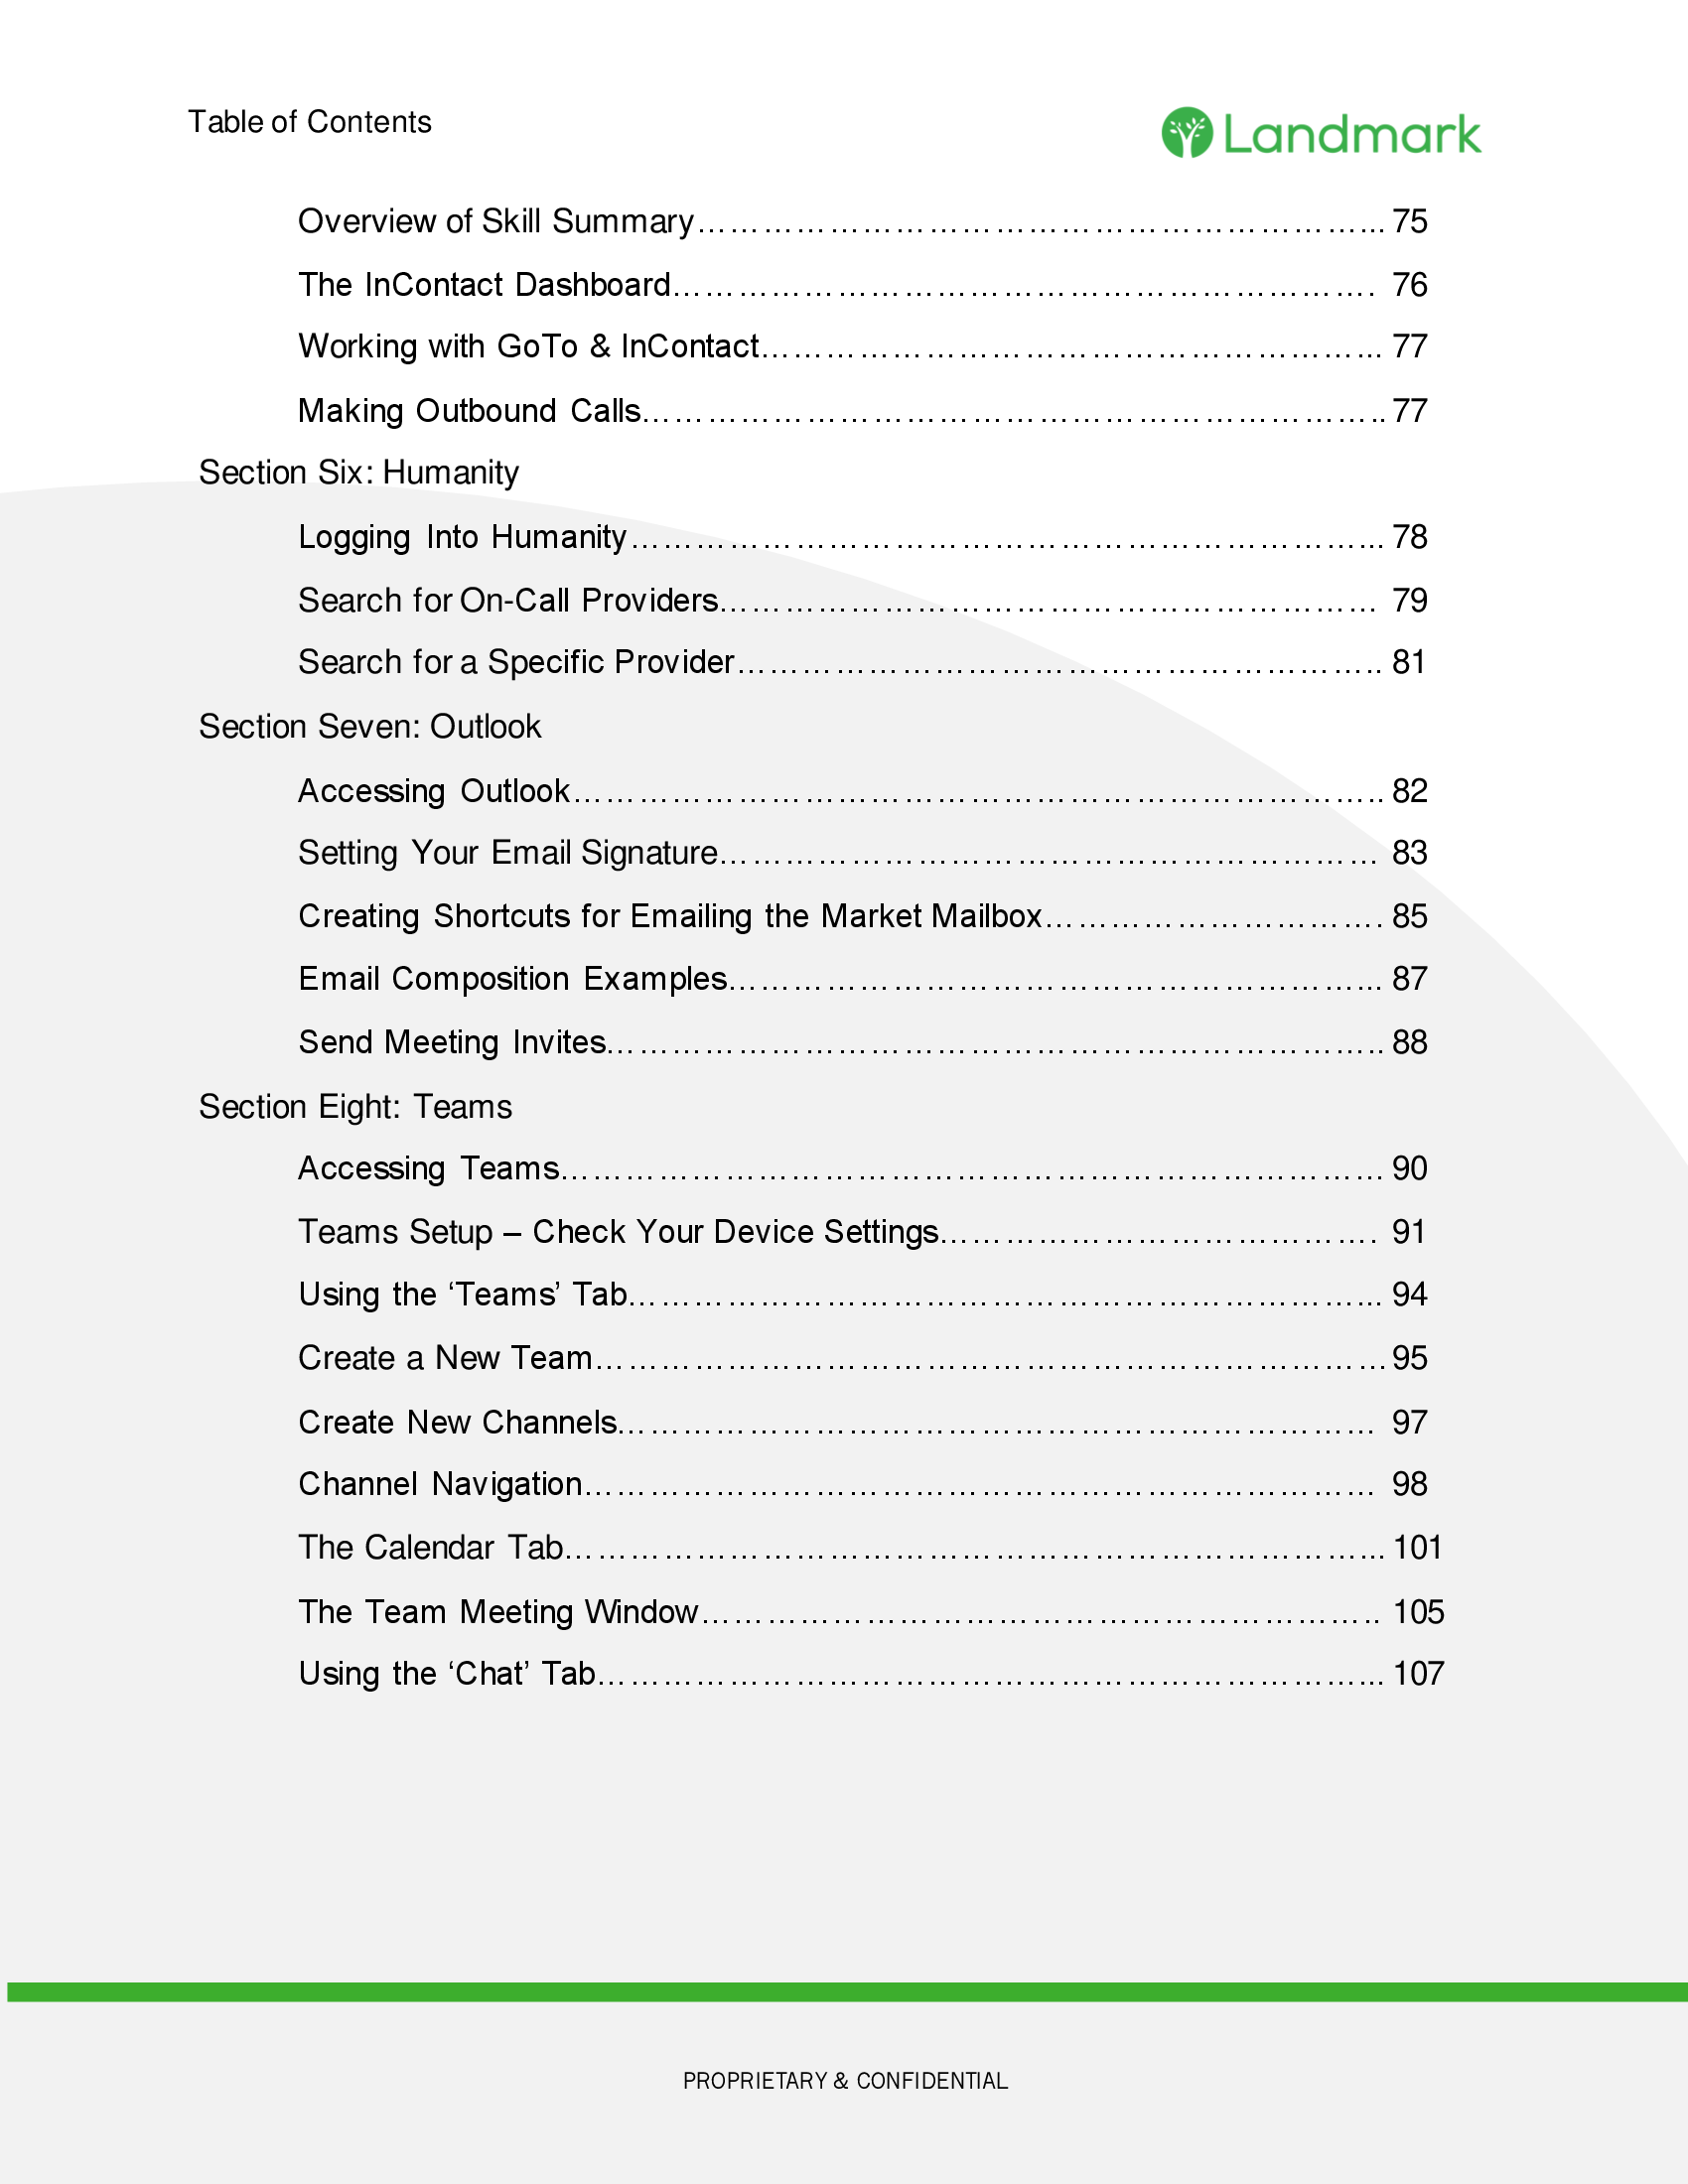 Table of Contents
Landmark
Overview of Skill Summary…………………………………………………………... 75
The InContact Dashboard………………………………………………………. 76
Working with GoTo & InContact………………………………………………... 77
Making Outbound Calls………………………………………………………….. 77
Section Six: Humanity
Logging Into Humanity…………………………………………………………... 78
Search for On-Call Providers…………………………………………………… 79
Search for a Specific Provider………………………………………………….. 81
Section Seven: Outlook
Accessing Outlook……………………………………………………………….. 82
Setting Your Email Signature…………………………………………………… 83
Creating Shortcuts for Emailing the Market Mailbox…………………………. 85
Email Composition Examples…………………………………………………... 87
Send Meeting Invites…………………………………………………………….. 88
Section Eight: Teams
Accessing Teams………………………………………………………………… 90
Teams Setup – Check Your Device Settings…………………………………. 91
Using the ‘Teams’ Tab…………………………………………………………... 94
Create a New Team……………………………………………………………… 95
Create New Channels…………………………………………………………… 97
Channel Navigation……………………………………………………………… 98
The Calendar Tab………………………………………………………………... 101
The Team Meeting Window…………………………………………………….. 105
Using the ‘Chat’ Tab……………………………………………………………... 107
PROPRIETARY & CONFIDENTIAL